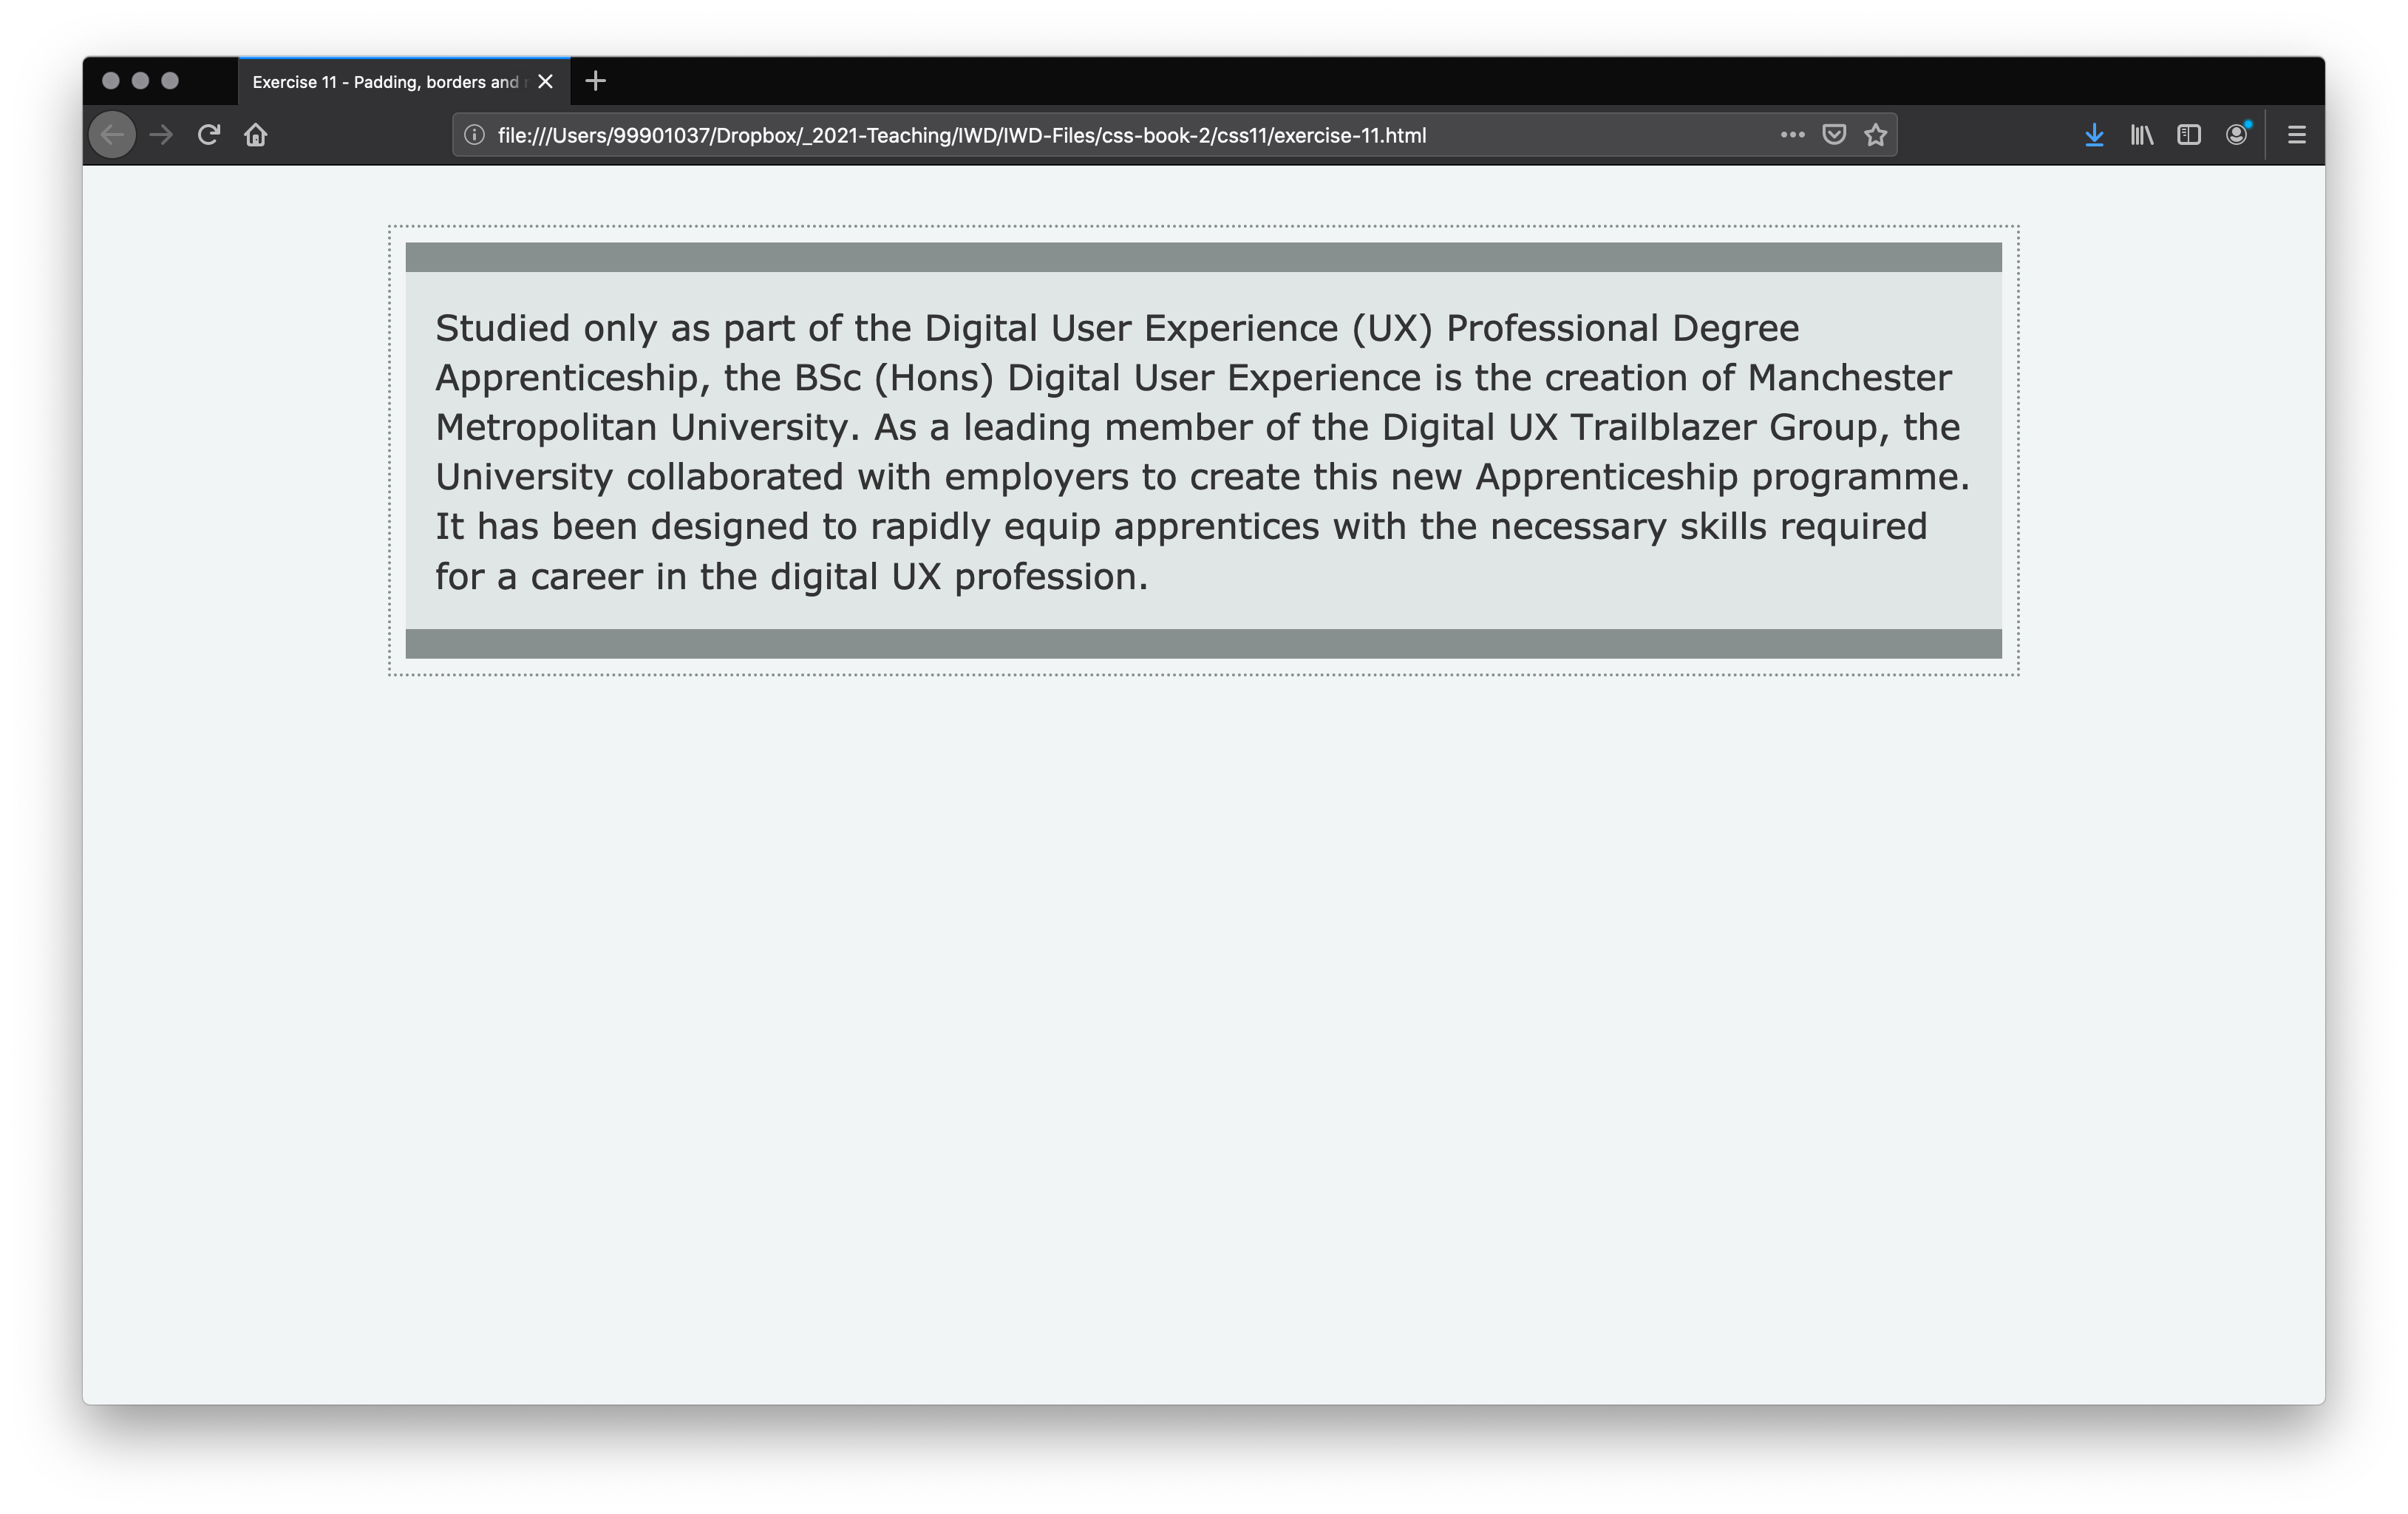 Exercise 11 - Padding, borders and
file:///Users/99901037/Dropbox/_2021-Teaching/IWD/IWD-Files/css-book-2/css11/exercise-11.html
Studied only as part of the Digital User Experience (UX) Professional Degree
Apprenticeship, the BSc (Hons) Digital User Experience is the creation of Manchester
Metropolitan University. As a leading member of the Digital UX Trailblazer Group, the
University collaborated with employers to create this new Apprenticeship programme.
It has been designed to rapidly equip apprentices with the necessary skills required
for a career in the digital UX profession.